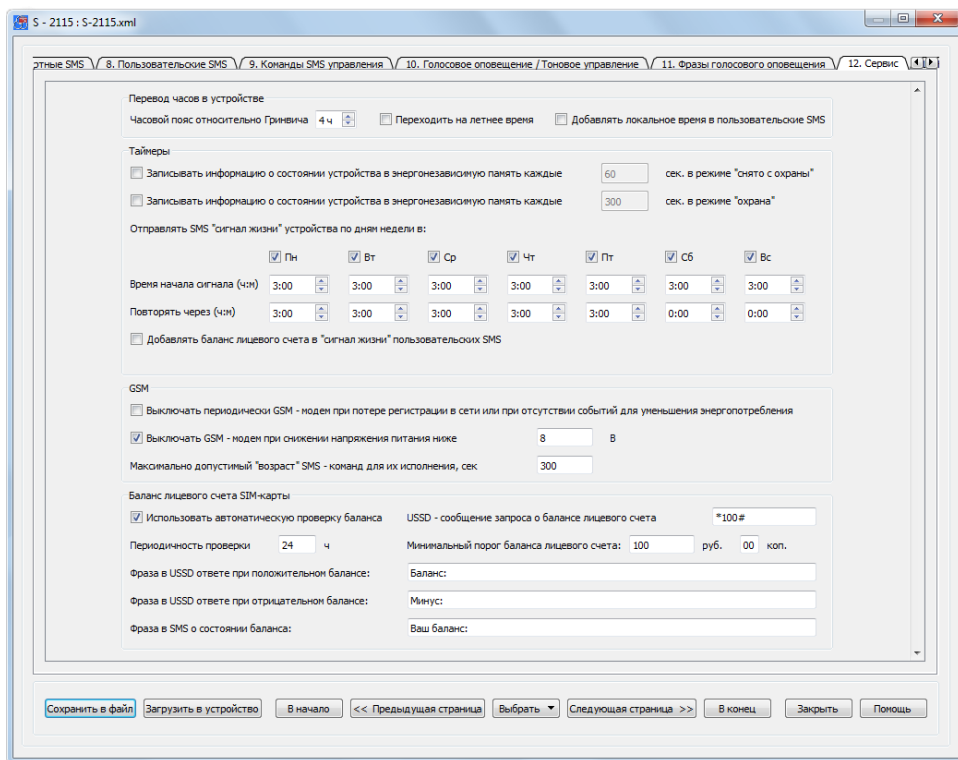 S - 2115 : S-2115.xml
ртные SMS 8. Пользовательские SMS 9. Команды SMS управления 10. Голосовое оповещение / Тоновое управление 11. Фразы голосового оповещения 12. Сервис
Перевод часов в устройстве
Часовой пояс относительно Гринвича 4 ч Переходить на летнее время Добавлять локальное время в пользовательские SMS
Таймеры
Записывать информацию о состоянии устройства в энергонезависимую память каждые 60 сек. в режиме "снято с охраны"
Записывать информацию о состоянии устройства в энергонезависимую память каждые 300 сек. в режиме "охрана"
Отправлять SMS "сигнал жизни" устройства по дням недели в:
Пн Вт Ср Чт Пт Сб Вс
Время начала сигнала (ч:м) 3:00 3:00 3:00 3:00 3:00 3:00 3:00
Повторять через (ч:м) 3:00 3:00 3:00 3:00 3:00 0:00 0:00
Добавлять баланс лицевого счета в "сигнал жизни" пользовательских SMS
GSM
Выключать периодически GSM - модем при потере регистрации в сети или при отсутствии событий для уменьшения энергопотребления
Выключать GSM - модем при снижении напряжения питания ниже 8 В
Максимально допустимый "возраст" SMS - команд для их исполнения, сек 300
Баланс лицевого счета SIM-карты
Использовать автоматическую проверку баланса USSD - сообщение запроса о балансе лицевого счета *100#
Периодичность проверки 24 ч Минимальный порог баланса лицевого счета: 100 руб. 00 коп.
Фраза в USSD ответе при положительном балансе: Баланс:
Фраза в USSD ответе при отрицательном балансе: Минус:
Фраза в SMS о состоянии баланса: Ваш баланс:
Сохранить в файл Загрузить в устройство В начало << Предыдущая страница Выбрать Следующая страница >> В конец Закрыть Помощь